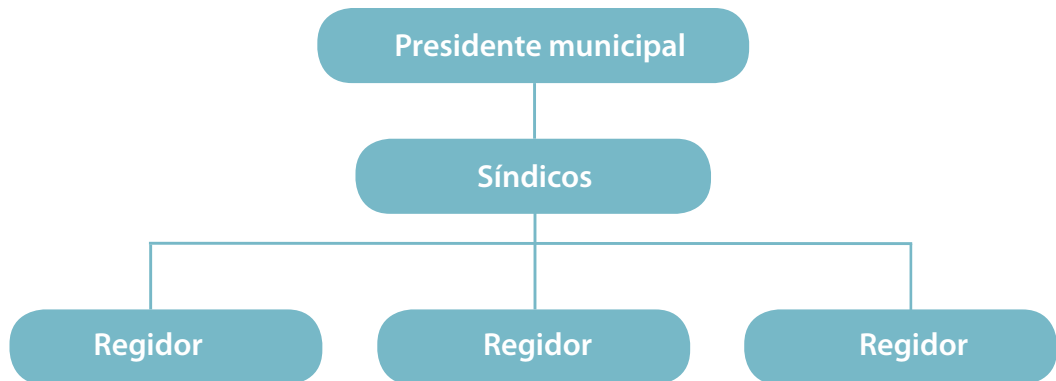 Presidente municipal
Síndicos
Regidor
Regidor
Regidor